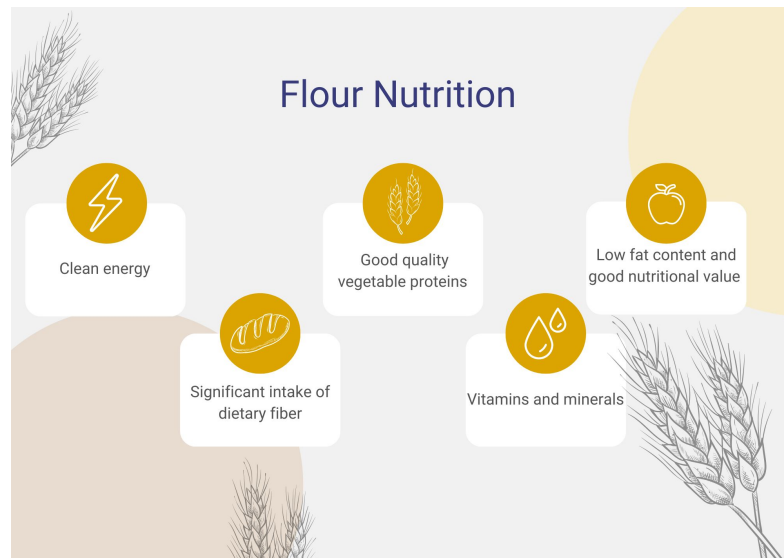 Flour Nutrition
Clean energy
Significant intake of
dietary fiber
Good quality
vegetable proteins
Vitamins and minerals
Low fat content and
good nutritional value